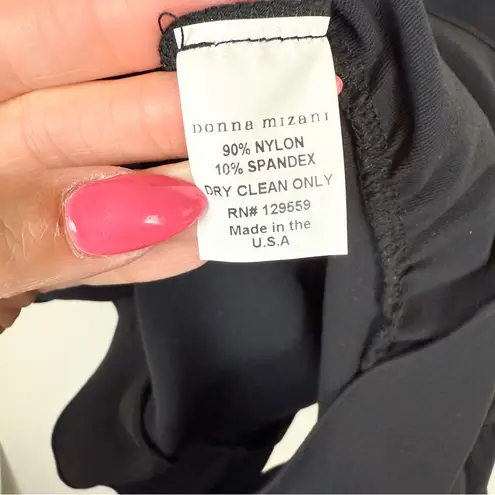 Donna mizani
90% NYLON
10% SPANDEX
DRY CLEAN ONLY
RN# 129559
Made in the
U.S.A